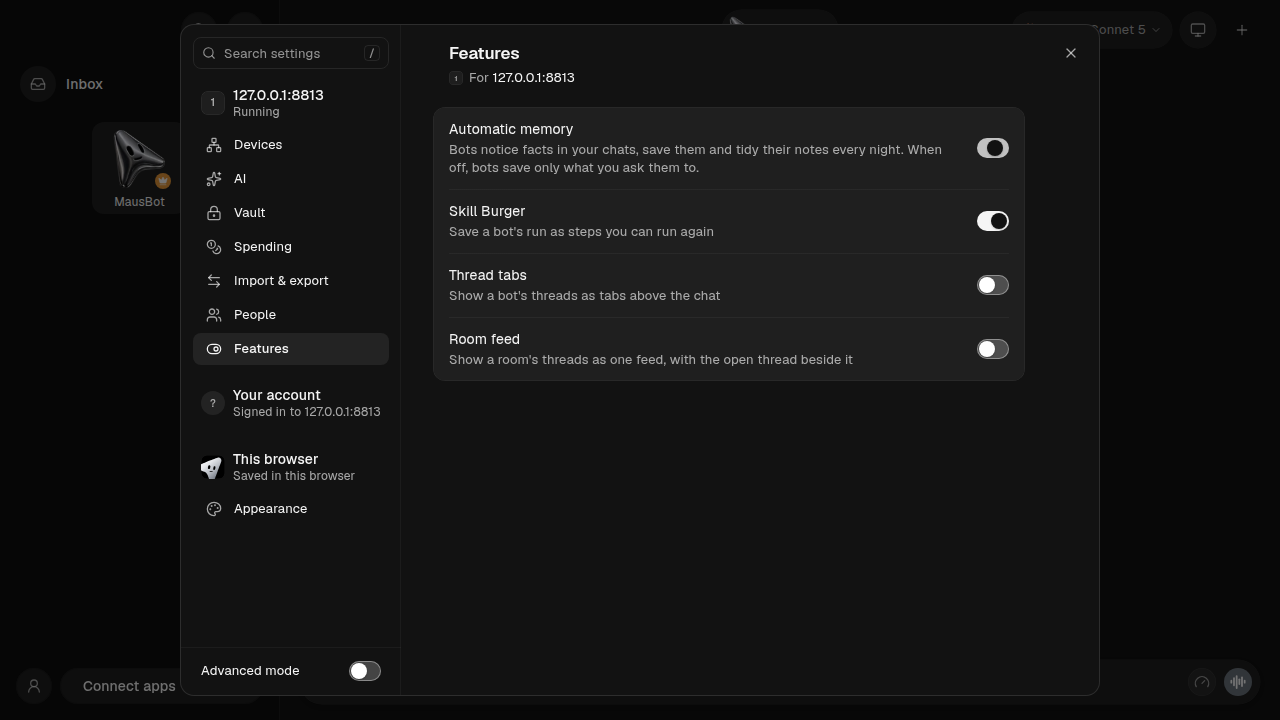 Search settings /
127.0.0.1:8813
Running
Devices
AI
Vault
Spending
Import & export
People
Features
?
Your account
Signed in to 127.0.0.1:8813
This browser
Saved in this browser
Appearance
Advanced mode
Features
1 For 127.0.0.1:8813
Automatic memory
Bots notice facts in your chats, save them and tidy their notes every night. When
off, bots save only what you ask them to.
Skill Burger
Save a bot's run as steps you can run again
Thread tabs
Show a bot's threads as tabs above the chat
Room feed
Show a room's threads as one feed, with the open thread beside it
Inbox
MausBot
Connect apps
1
onnet 5